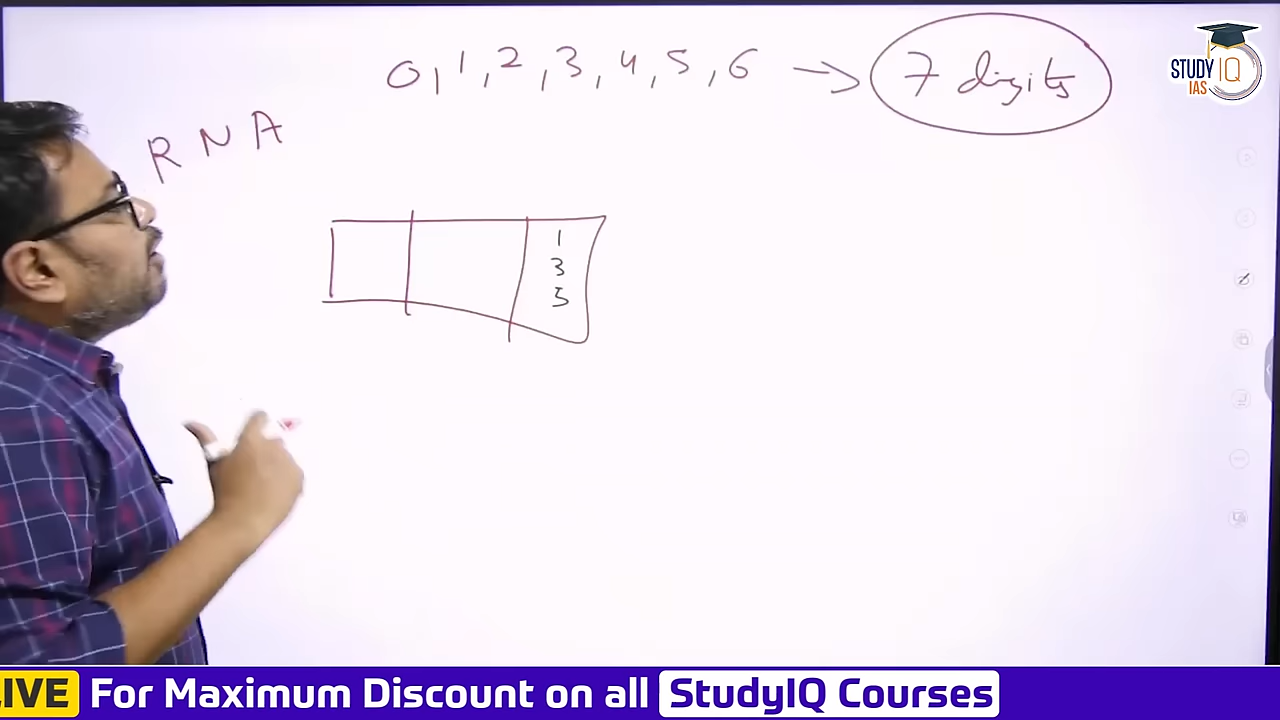 0, 1, 2, 3, 4, 5, 6 → 7 digits
STUDY IQ
IAS
R N A
1
3
5
LIVE For Maximum Discount on all StudyIQ Courses